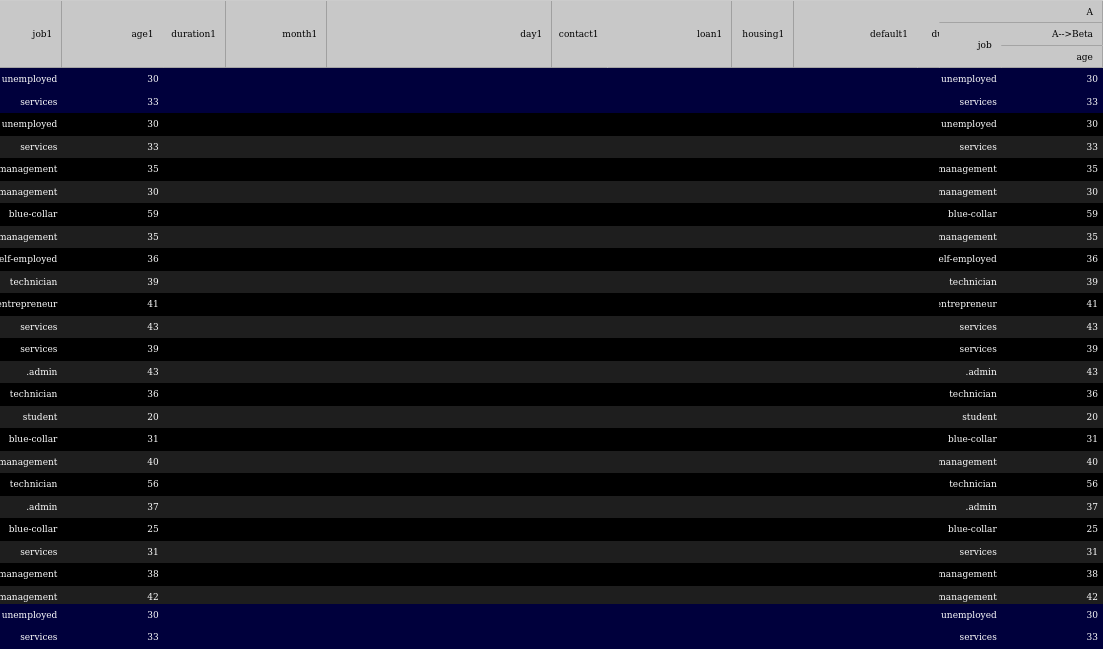 A
job1 age1 duration1 month1 day1 contact1 loan1 housing1 default1 job A-->Beta
age
unemployed 30 unemployed 30
services 33 services 33
unemployed 30 unemployed 30
services 33 services 33
management 35 management 35
management 30 management 30
blue-collar 59 blue-collar 59
management 35 management 35
elf-employed 36 elf-employed 36
technician 39 technician 39
entrepreneur 41 entrepreneur 41
services 43 services 43
services 39 services 39
.admin 43 .admin 43
technician 36 technician 36
student 20 student 20
blue-collar 31 blue-collar 31
management 40 management 40
technician 56 technician 56
.admin 37 .admin 37
blue-collar 25 blue-collar 25
services 31 services 31
management 38 management 38
management 42 management 42
unemployed 30 unemployed 30
services 33 services 33